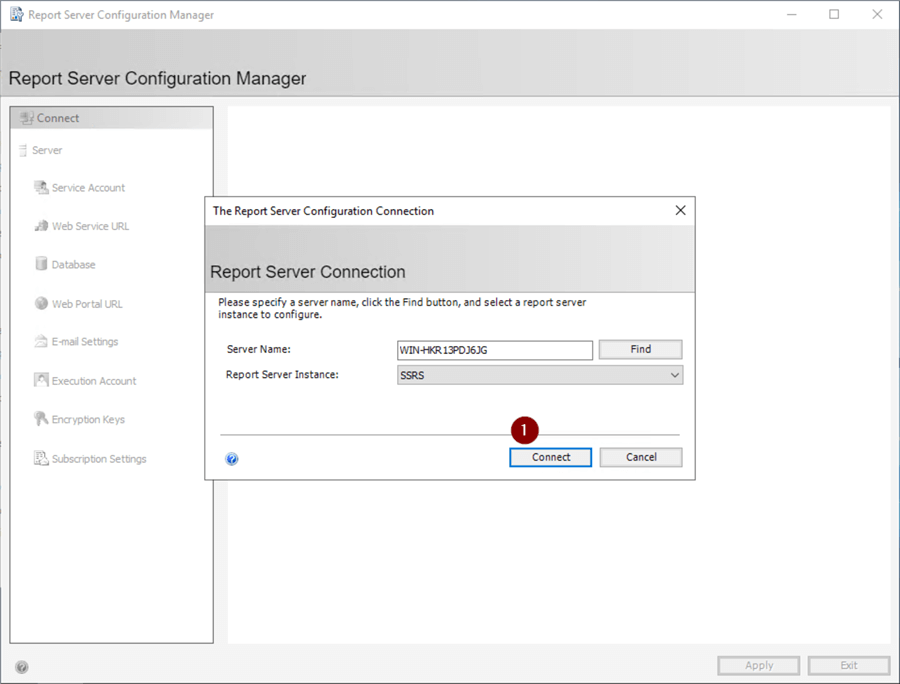 Report Server Configuration Manager
Report Server Configuration Manager
Connect
Server
Service Account
Web Service URL
Database
Web Portal URL
E-mail Settings
Execution Account
Encryption Keys
Subscription Settings
The Report Server Configuration Connection
Report Server Connection
Please specify a server name, click the Find button, and select a report server
instance to configure.
Server Name: WIN-HKR13PDJ6JG Find
Report Server Instance: SSRS
1
Connect Cancel
Apply Exit